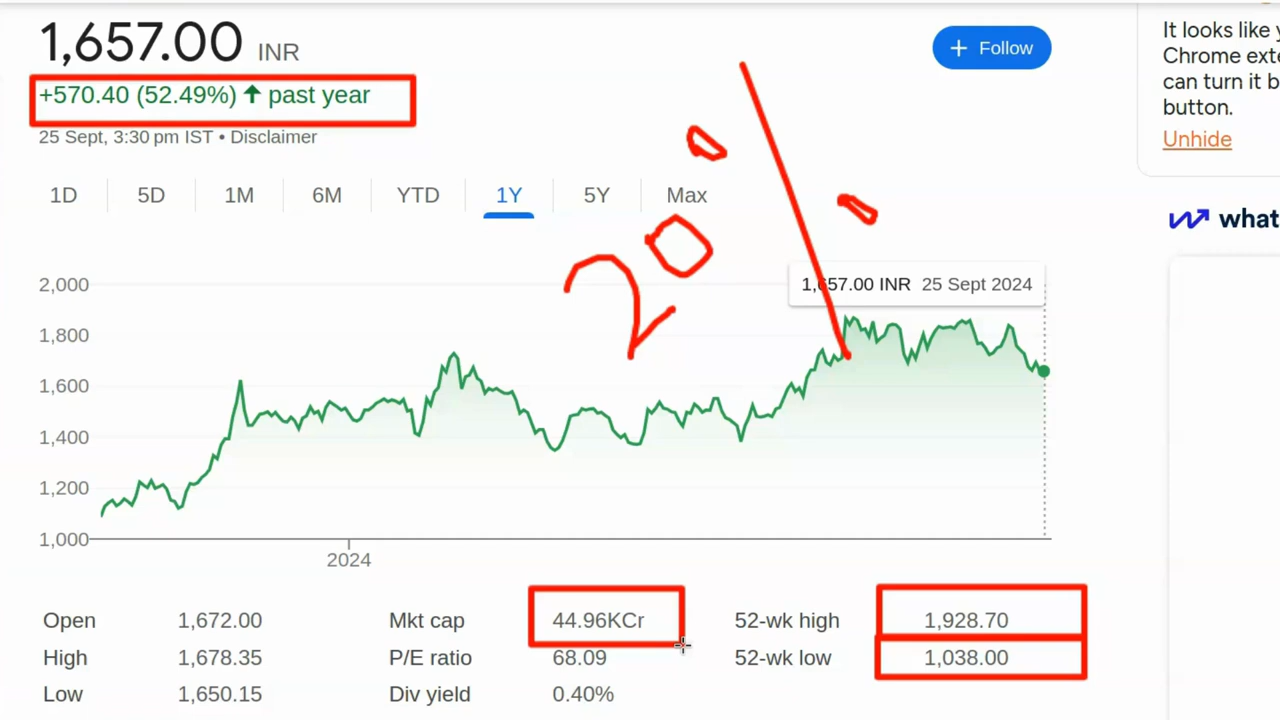 1,657.00 INR
+ Follow
+570.40 (52.49%) ↑ past year
25 Sept, 3:30 pm IST • Disclaimer
1D 5D 1M 6M YTD 1Y 5Y Max
20%
1,657.00 INR 25 Sept 2024
2,000
1,800
1,600
1,400
1,200
1,000
2024
Open 1,672.00 Mkt cap 44.96KCr 52-wk high 1,928.70
High 1,678.35 P/E ratio 68.09 52-wk low 1,038.00
Low 1,650.15 Div yield 0.40%
It looks like
Chrome exte
can turn it b
button.
Unhide
what